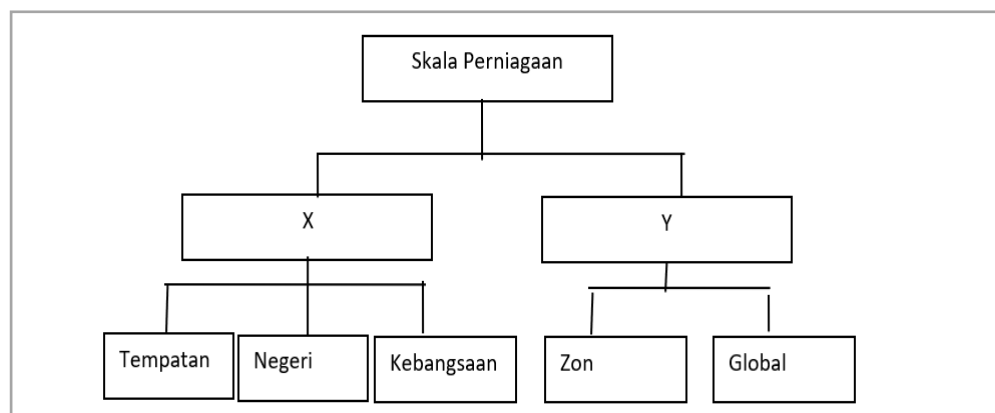 Skala Perniagaan
X
Y
Tempatan
Negeri
Kebangsaan
Zon
Global